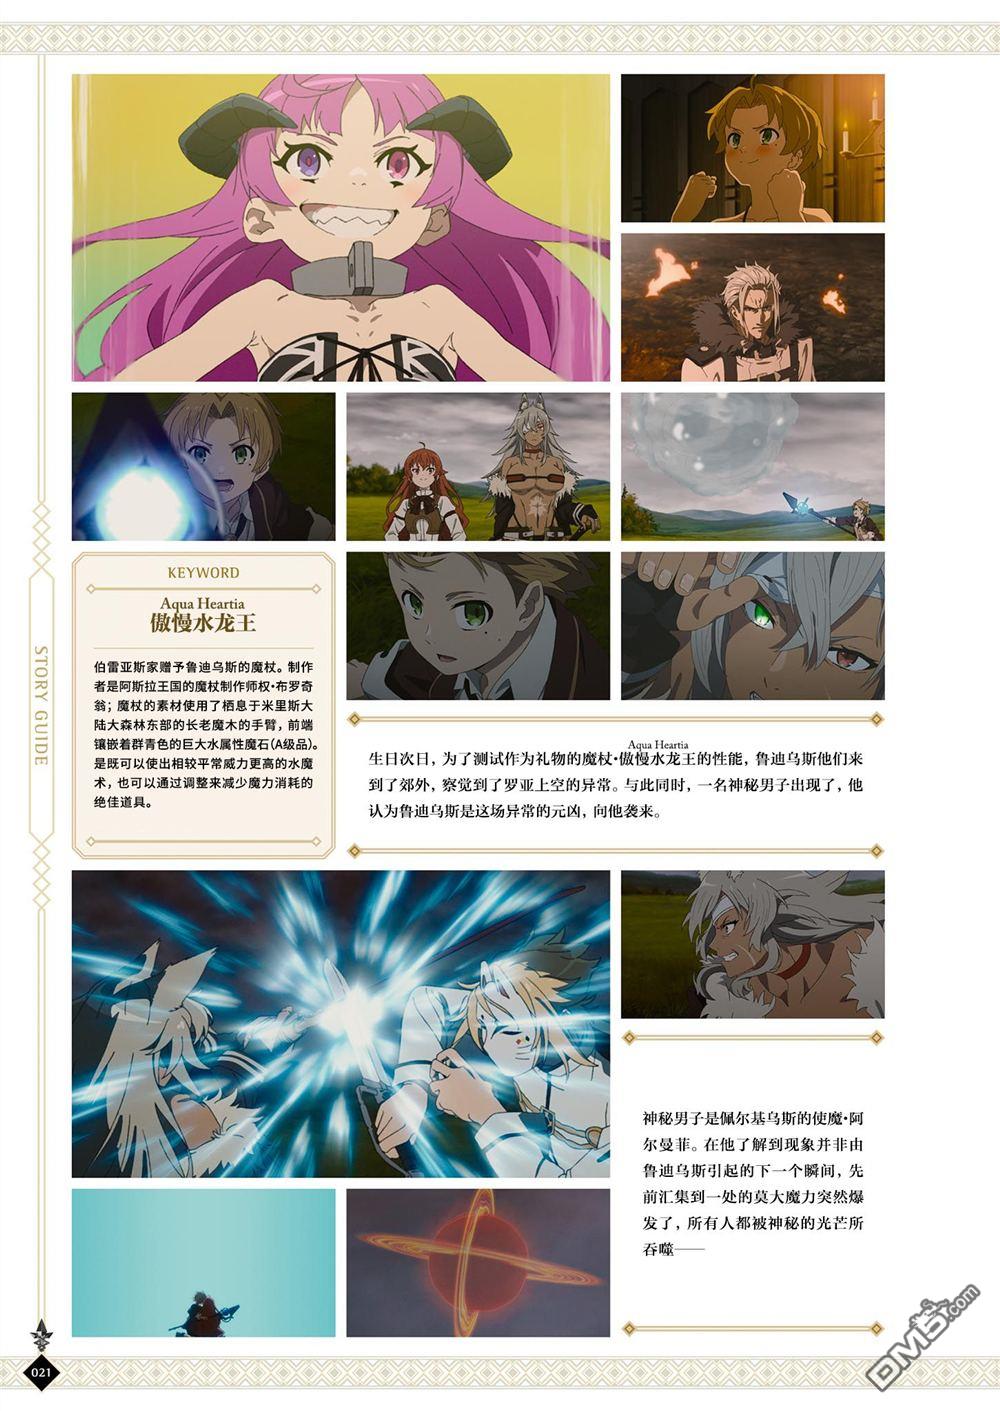 KEYWORD
Aqua Heartia
傲慢水龙王
伯雷亚斯家赠予鲁迪乌斯的魔杖。制作
者是阿斯拉王国的魔杖制作师权•布罗奇
翁；魔杖的素材使用了栖息于米里斯大
陆大森林东部的长老魔木的手臂，前端
镶嵌着群青色的巨大水属性魔石(A级品)。
是既可以使出相较平常威力更高的水魔
术，也可以通过调整来减少魔力消耗的
绝佳道具。
STORY GUIDE
Aqua Heartia
生日次日，为了测试作为礼物的魔杖•傲慢水龙王的性能，鲁迪乌斯他们来
到了郊外，察觉到了罗亚上空的异常。与此同时，一名神秘男子出现了，他
认为鲁迪乌斯是这场异常的元凶，向他袭来。
神秘男子是佩尔基乌斯的使魔•阿
尔曼菲。在他了解到现象并非由
鲁迪乌斯引起的下一个瞬间，先
前汇集到一处的莫大魔力突然爆
发了，所有人都被神秘的光芒所
吞噬——
021
DM5.com